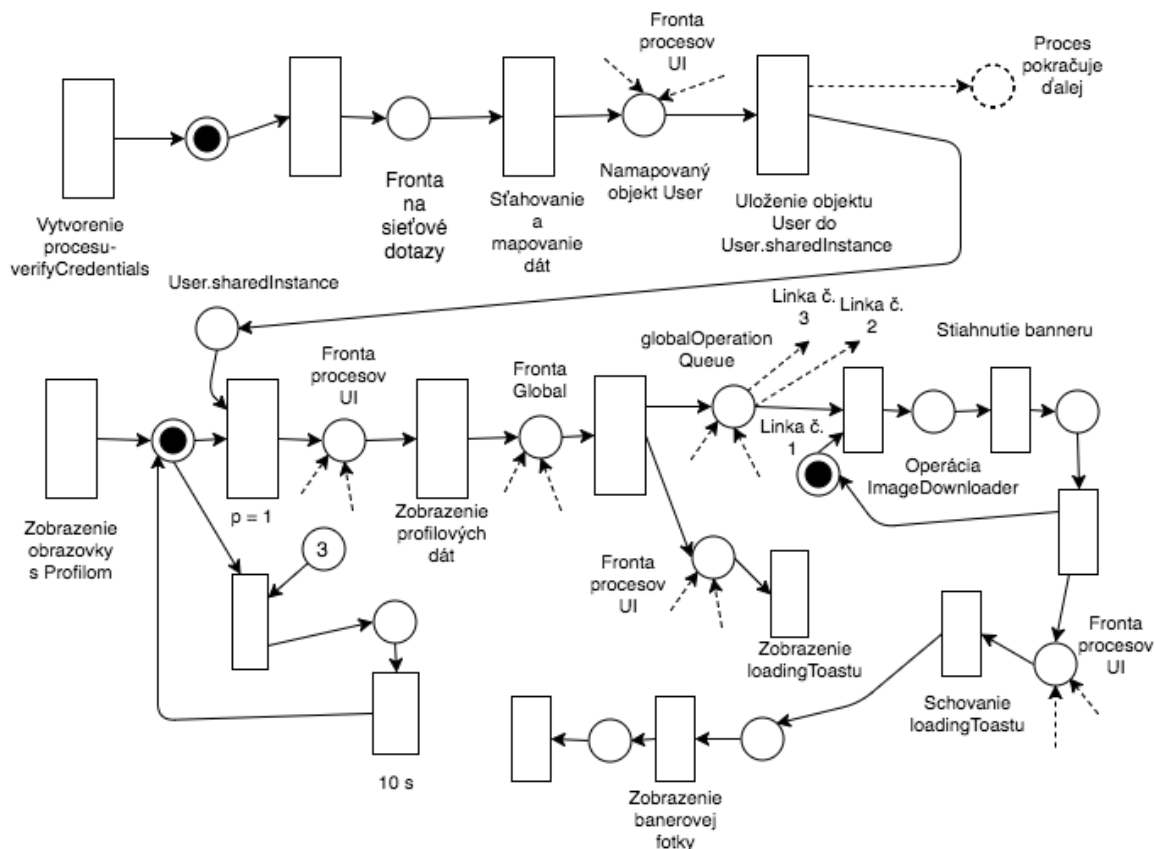 Fronta
procesov
UI
Proces
pokračuje
ďalej
Vytvorenie
procesu-
verifyCredentials
Fronta
na
sieťové
dotazy
Sťahovanie
a
mapovanie
dát
Namapovaný
objekt User
Uloženie objektu
User do
User.sharedInstance
User.sharedInstance
Fronta
procesov
UI
Fronta
Global
globalOperation
Queue
Linka č.
3
Linka č.
2
Stiahnutie banneru
Linka č.
1
Operácia
ImageDownloader
Zobrazenie
obrazovky
s Profilom
p = 1
Zobrazenie
profilových
dát
3
Fronta
procesov
UI
Zobrazenie
loadingToastu
Fronta
procesov
UI
Schovanie
loadingToastu
10 s
Zobrazenie
banerovej
fotky